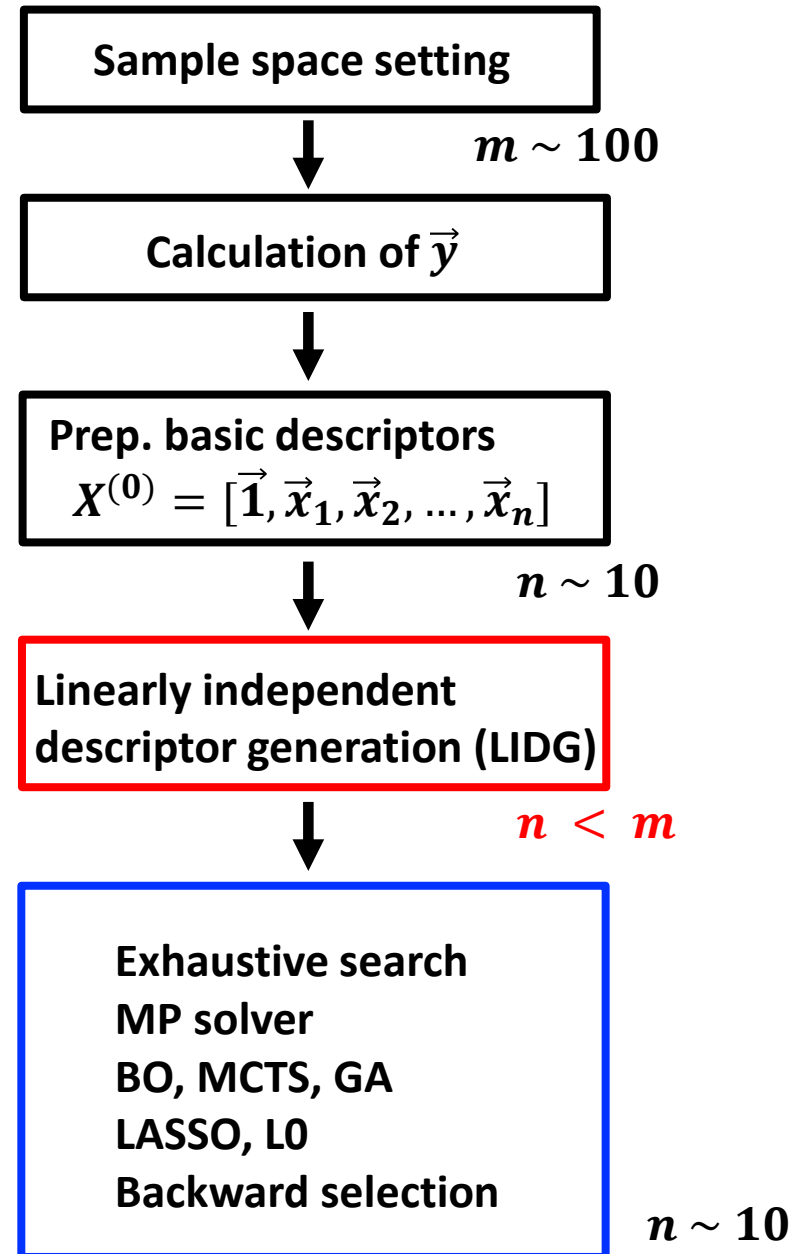 Sample space setting
m ~ 100
Calculation of y⃗
Prep. basic descriptors
X⁽⁰⁾ = [1⃗, x⃗₁, x⃗₂, …, x⃗ₙ]
n ~ 10
Linearly independent
descriptor generation (LIDG)
n < m
Exhaustive search
MP solver
BO, MCTS, GA
LASSO, L0
Backward selection
n ~ 10